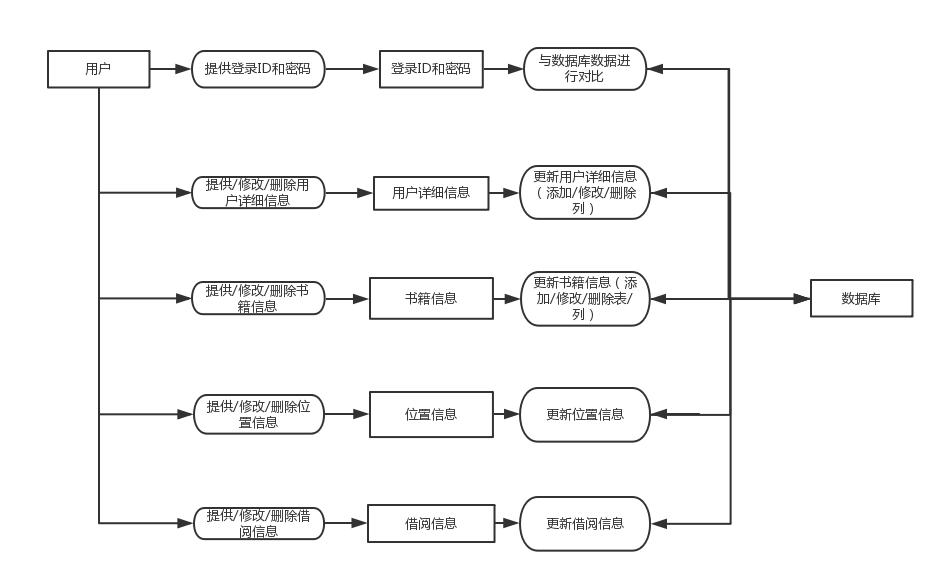 用户
提供登录ID和密码
登录ID和密码
与数据库数据进
行对比
提供/修改/删除用
户详细信息
用户详细信息
更新用户详细信息
（添加/修改/删除
列）
提供/修改/删除书
籍信息
书籍信息
更新书籍信息（添
加/修改/删除表/
列）
数据库
提供/修改/删除位
置信息
位置信息
更新位置信息
提供/修改/删除借
阅信息
借阅信息
更新借阅信息